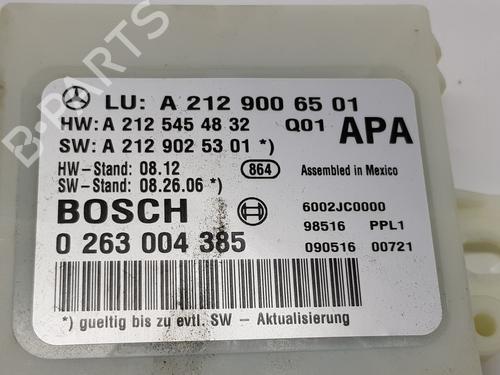 B-PARTS
LU: A 212 900 65 01
HW: A 212 545 48 32 Q01 APA
SW: A 212 902 53 01 *)
HW-Stand: 08.12 864 Assembled in Mexico
SW-Stand: 08.26.06 *)
BOSCH 6002JC0000
0 263 004 385 98516 PPL1
090516 00721
*) gueltig bis zu evtl. SW - Aktualisierung